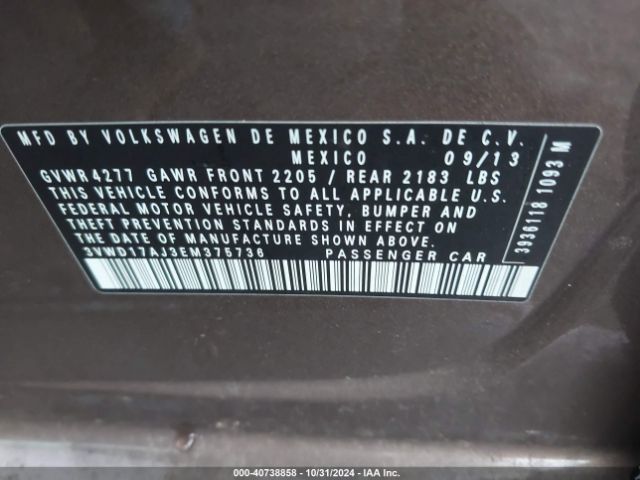 MFD BY VOLKSWAGEN DE MEXICO S.A. DE C.V.
MEXICO 09/13
GVWR 4277 GAWR FRONT 2205 / REAR 2183 LBS
THIS VEHICLE CONFORMS TO ALL APPLICABLE U.S.
FEDERAL MOTOR VEHICLE SAFETY, BUMPER AND
THEFT PREVENTION STANDARDS IN EFFECT ON
THE DATE OF MANUFACTURE SHOWN ABOVE.
3VWD17AJ3EM375736 PASSENGER CAR
3936118 1093 M
000-40738858 - 10/31/2024 - IAA Inc.